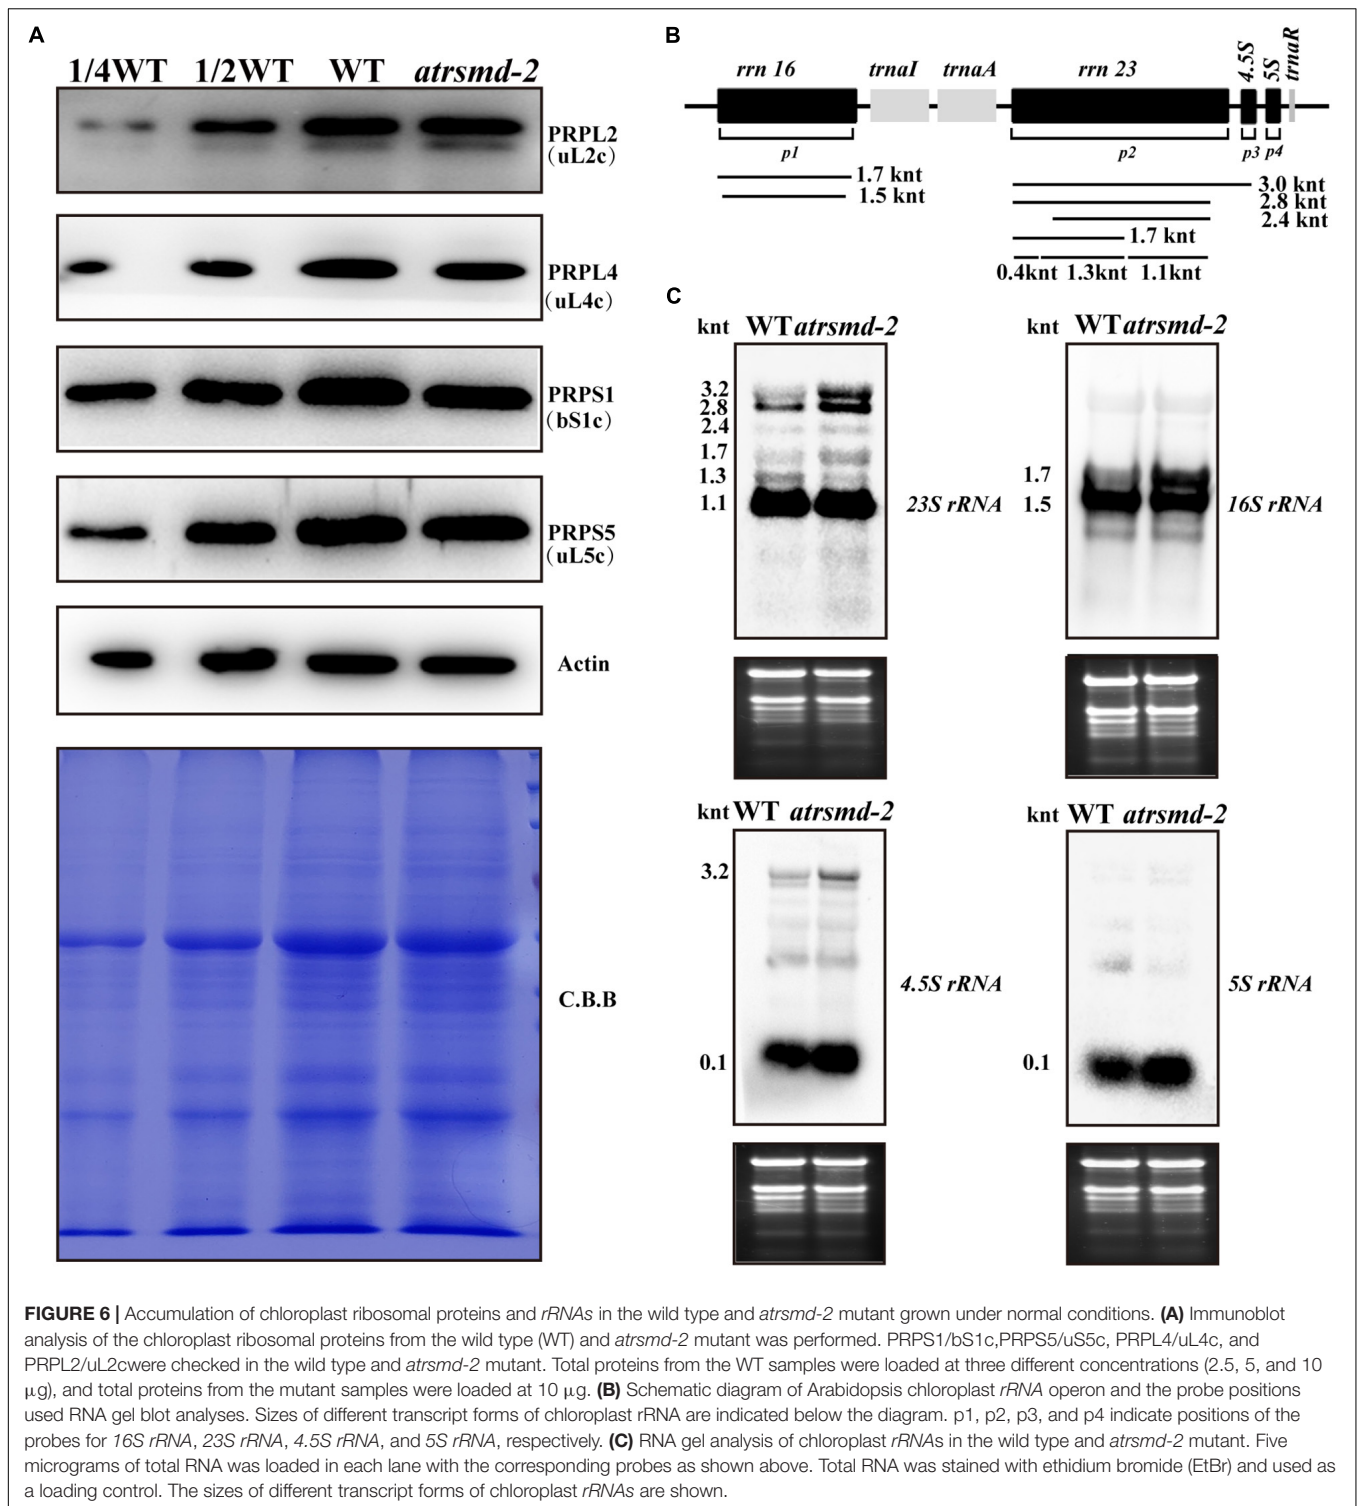 A
1/4WT 1/2WT WT atrsmd-2
PRPL2
(uL2c)
PRPL4
(uL4c)
PRPS1
(bS1c)
PRPS5
(uL5c)
Actin
C.B.B
B
rrn 16 trnaI trnaA rrn 23 4.5S 5S trnaR
p1 p2 p3 p4
1.7 knt
1.5 knt
3.0 knt
2.8 knt
2.4 knt
1.7 knt
0.4knt 1.3knt 1.1knt
C
knt WT atrsmd-2
3.2
2.8
2.4
1.7
1.3
1.1
23S rRNA
knt WT atrsmd-2
1.7
1.5
16S rRNA
knt WT atrsmd-2
3.2
0.1
4.5S rRNA
knt WT atrsmd-2
0.1
5S rRNA
FIGURE 6 | Accumulation of chloroplast ribosomal proteins and rRNAs in the wild type and atrsmd-2 mutant grown under normal conditions. (A) Immunoblot
analysis of the chloroplast ribosomal proteins from the wild type (WT) and atrsmd-2 mutant was performed. PRPS1/bS1c,PRPS5/uS5c, PRPL4/uL4c, and
PRPL2/uL2cwere checked in the wild type and atrsmd-2 mutant. Total proteins from the WT samples were loaded at three different concentrations (2.5, 5, and 10
μg), and total proteins from the mutant samples were loaded at 10 μg. (B) Schematic diagram of Arabidopsis chloroplast rRNA operon and the probe positions
used RNA gel blot analyses. Sizes of different transcript forms of chloroplast rRNA are indicated below the diagram. p1, p2, p3, and p4 indicate positions of the
probes for 16S rRNA, 23S rRNA, 4.5S rRNA, and 5S rRNA, respectively. (C) RNA gel analysis of chloroplast rRNAs in the wild type and atrsmd-2 mutant. Five
micrograms of total RNA was loaded in each lane with the corresponding probes as shown above. Total RNA was stained with ethidium bromide (EtBr) and used as
a loading control. The sizes of different transcript forms of chloroplast rRNAs are shown.